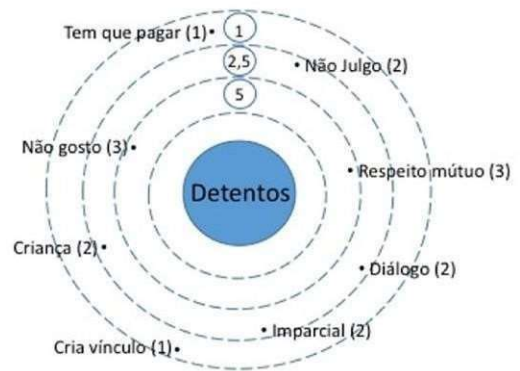 Tem que pagar (1)
1
2,5
Não Julgo (2)
5
Não gosto (3)
Respeito mútuo (3)
Detentos
Criança (2)
Diálogo (2)
Imparcial (2)
Cria vínculo (1)